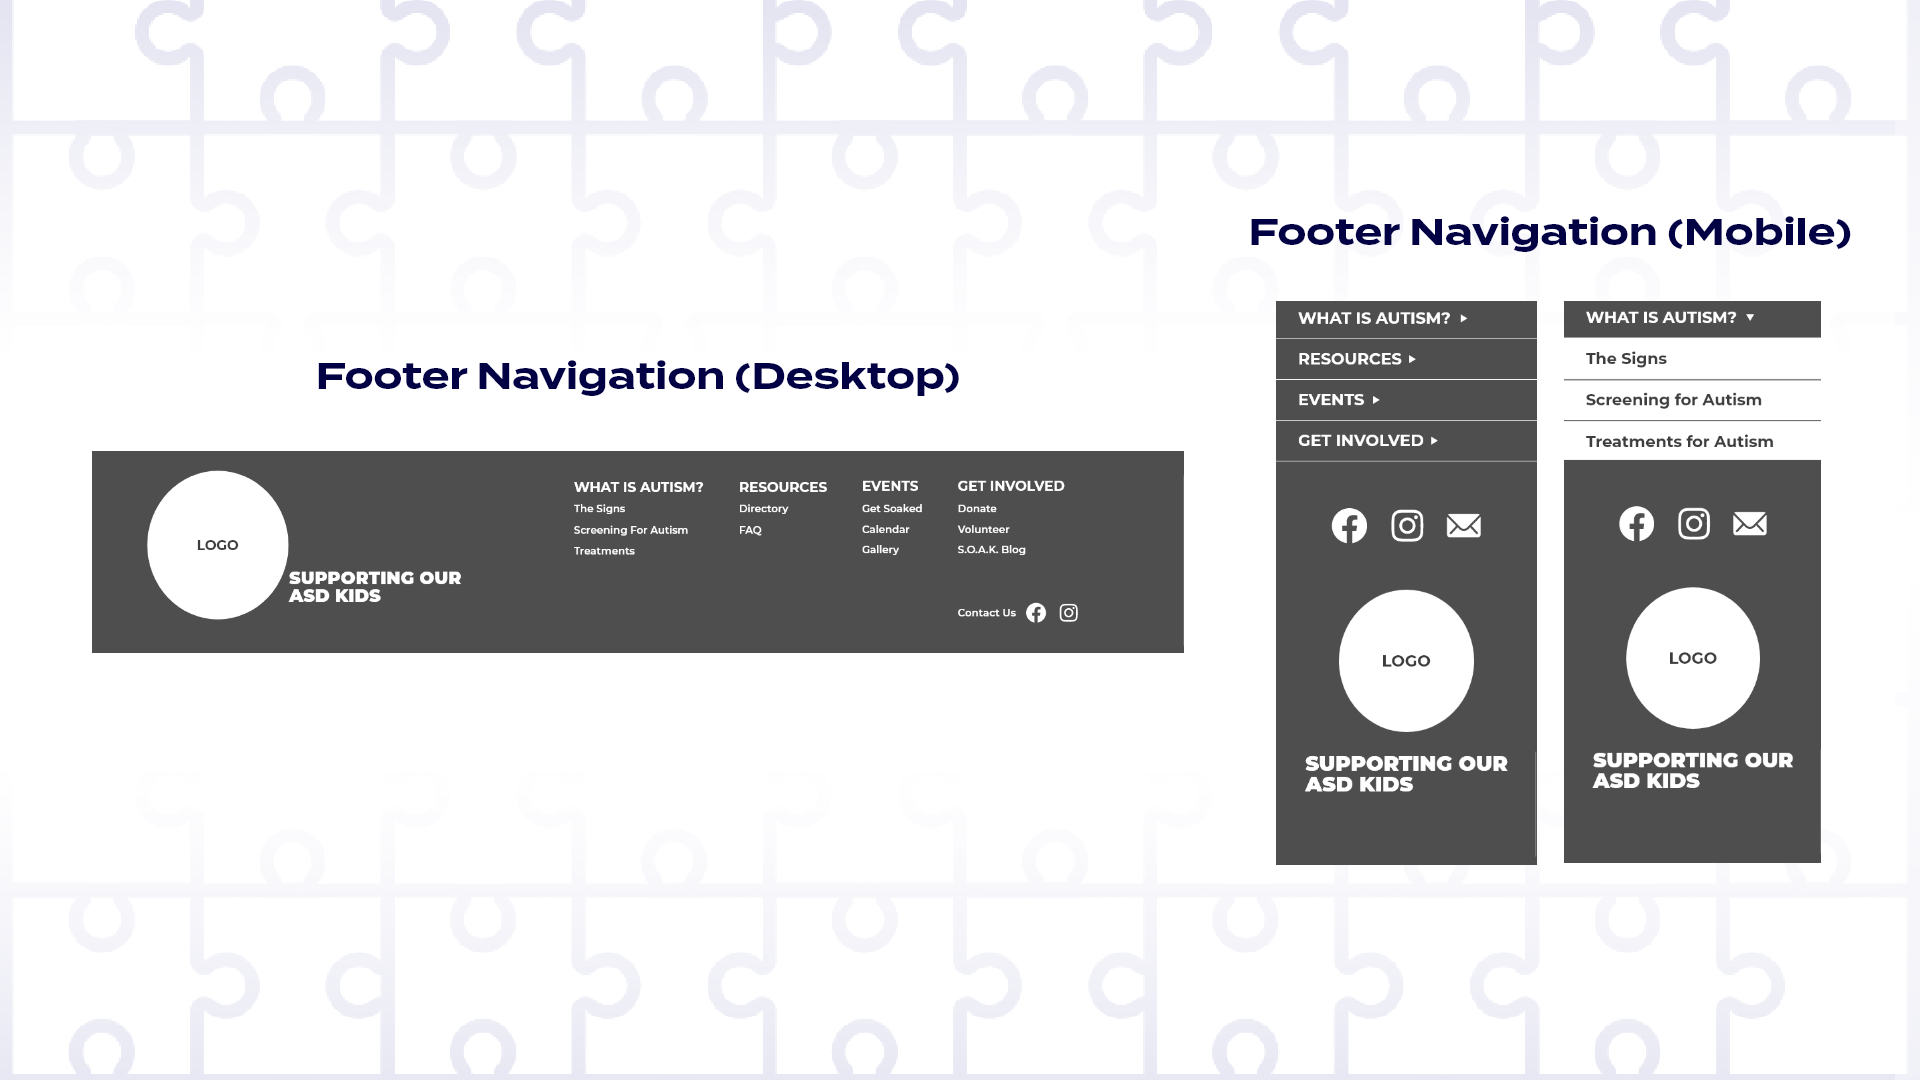 Footer Navigation (Desktop)
LOGO
SUPPORTING OUR
ASD KIDS
WHAT IS AUTISM?
The Signs
Screening For Autism
Treatments
RESOURCES
Directory
FAQ
EVENTS
Get Soaked
Calendar
Gallery
GET INVOLVED
Donate
Volunteer
S.O.A.K. Blog
Contact Us
Footer Navigation (Mobile)
WHAT IS AUTISM?
RESOURCES
EVENTS
GET INVOLVED
LOGO
SUPPORTING OUR
ASD KIDS
WHAT IS AUTISM?
The Signs
Screening for Autism
Treatments for Autism
LOGO
SUPPORTING OUR
ASD KIDS